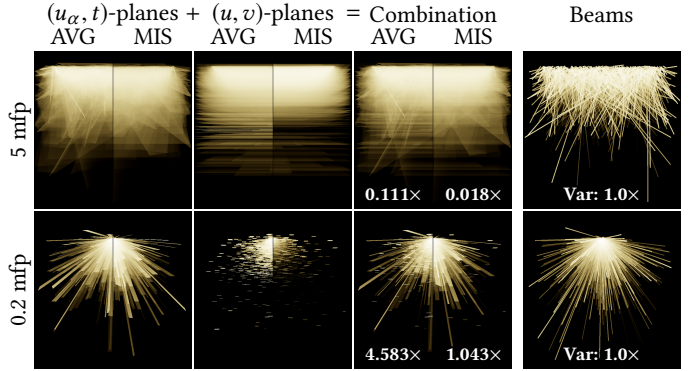 (u_α, t)-planes + (u, v)-planes = Combination Beams
AVG MIS AVG MIS AVG MIS
5 mfp
0.111× 0.018× Var: 1.0×
0.2 mfp
4.583× 1.043× Var: 1.0×